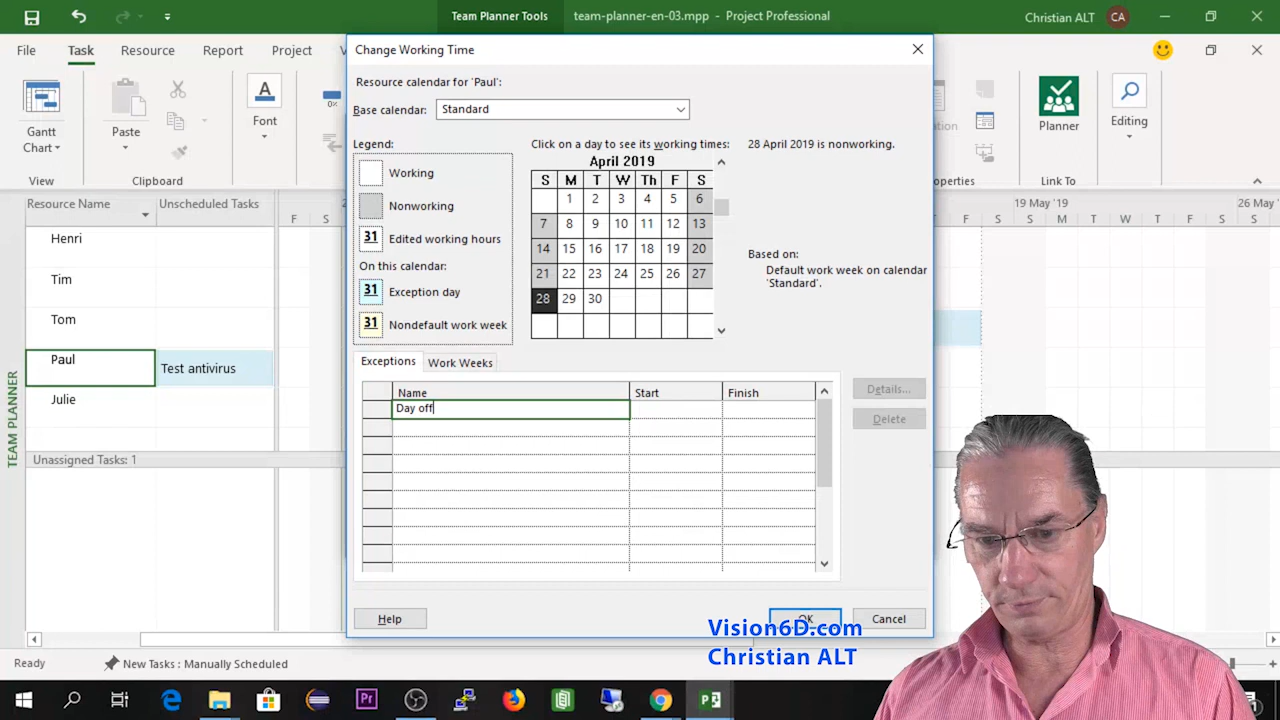 Team Planner Tools
team-planner-en-03.mpp - Project Professional
Christian ALT
CA
File
Task
Resource
Report
Project
Gantt
Chart
View
Paste
Clipboard
Font
Planner
Link To
Editing
Resource Name
Unscheduled Tasks
F
S
19 May '19
26 May '19
F S S M T W T F S S
Henri
Tim
Tom
Paul
Test antivirus
Julie
TEAM PLANNER
Unassigned Tasks: 1
Change Working Time
Resource calendar for 'Paul':
Base calendar: Standard
Legend:
Working
Nonworking
31 Edited working hours
On this calendar:
31 Exception day
31 Nondefault work week
Click on a day to see its working times:
April 2019
S M T W Th F S
1 2 3 4 5 6
7 8 9 10 11 12 13
14 15 16 17 18 19 20
21 22 23 24 25 26 27
28 29 30
28 April 2019 is nonworking.
Based on:
Default work week on calendar
'Standard'.
Exceptions
Work Weeks
Name Start Finish
Day off
Details...
Delete
Help
OK
Cancel
Vision6D.com
Christian ALT
Ready
New Tasks : Manually Scheduled